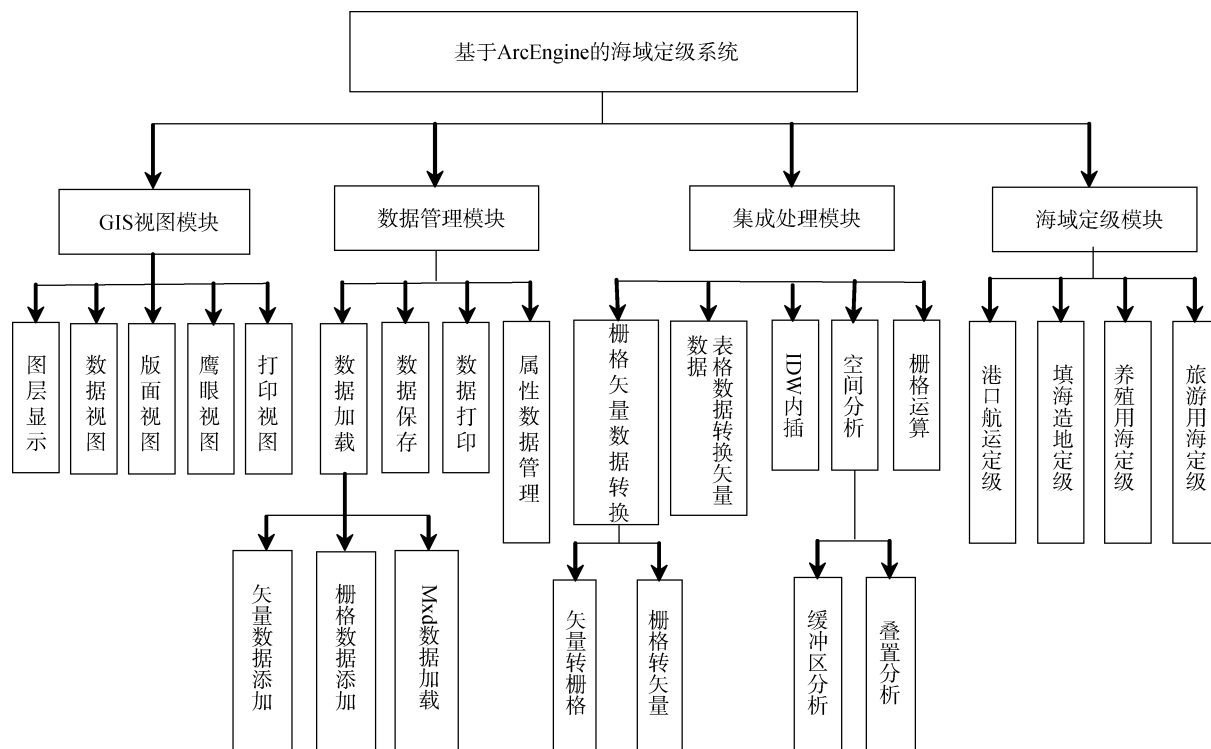 基于ArcEngine的海域定级系统
GIS视图模块
数据管理模块
集成处理模块
海域定级模块
图层显示
数据视图
版面视图
鹰眼视图
打印视图
数据加载
数据保存
数据打印
属性数据管理
栅格矢量数据转换
表格数据转换矢量
数据
IDW内插
空间分析
栅格运算
港口航运定级
填海造地定级
养殖用海定级
旅游用海定级
矢量数据添加
栅格数据添加
Mxd数据加载
矢量转栅格
栅格转矢量
缓冲区分析
叠置分析